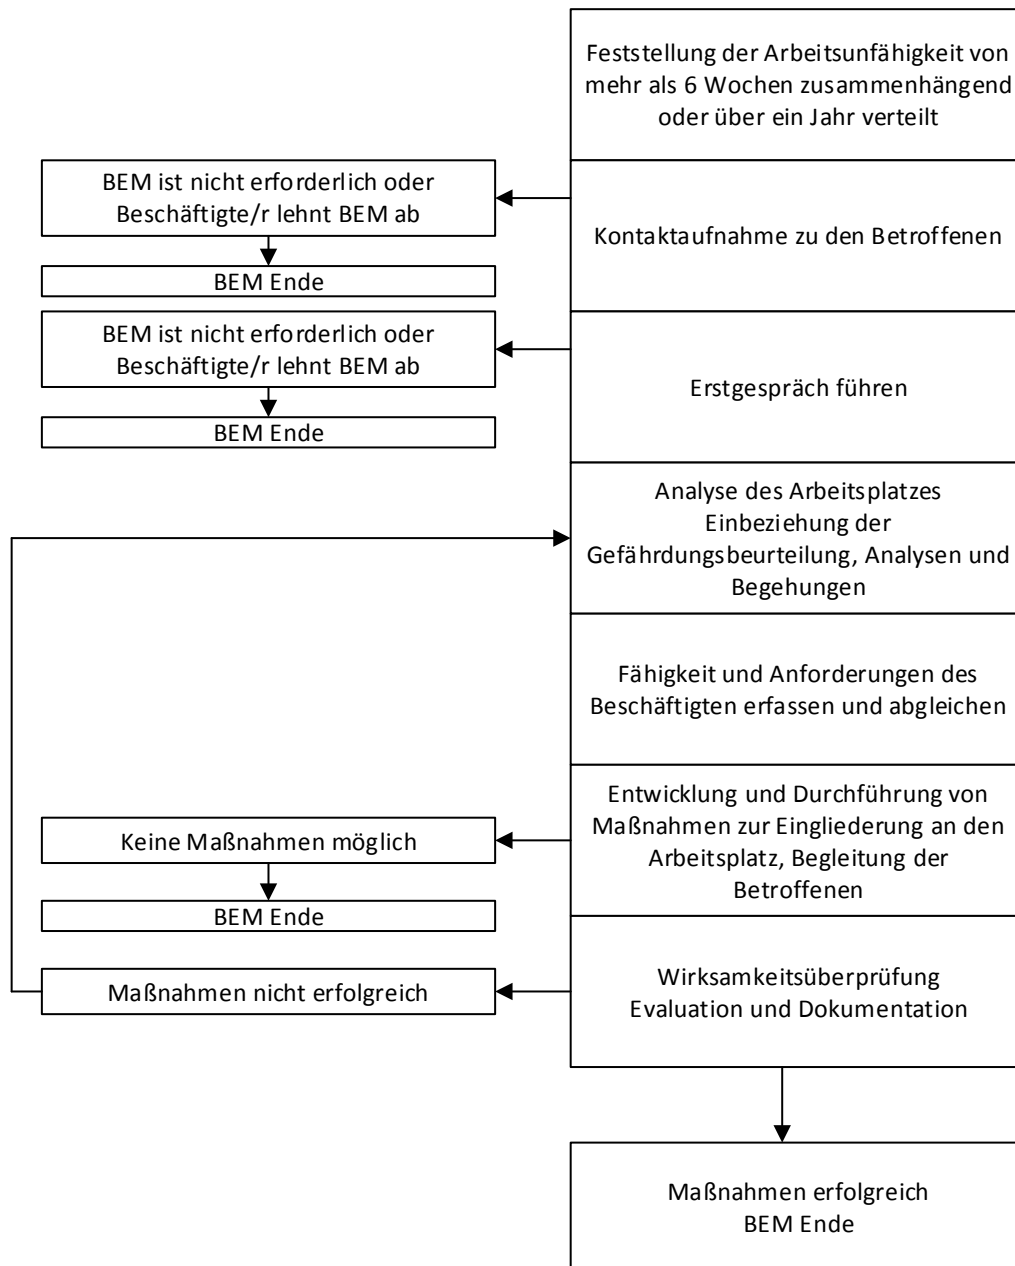 Feststellung der Arbeitsunfähigkeit von
mehr als 6 Wochen zusammenhängend
oder über ein Jahr verteilt
BEM ist nicht erforderlich oder
Beschäftigte/r lehnt BEM ab
Kontaktaufnahme zu den Betroffenen
BEM Ende
BEM ist nicht erforderlich oder
Beschäftigte/r lehnt BEM ab
Erstgespräch führen
BEM Ende
Analyse des Arbeitsplatzes
Einbeziehung der
Gefährdungsbeurteilung, Analysen und
Begehungen
Fähigkeit und Anforderungen des
Beschäftigten erfassen und abgleichen
Entwicklung und Durchführung von
Maßnahmen zur Eingliederung an den
Arbeitsplatz, Begleitung der
Betroffenen
Keine Maßnahmen möglich
BEM Ende
Wirksamkeitsüberprüfung
Evaluation und Dokumentation
Maßnahmen nicht erfolgreich
Maßnahmen erfolgreich
BEM Ende